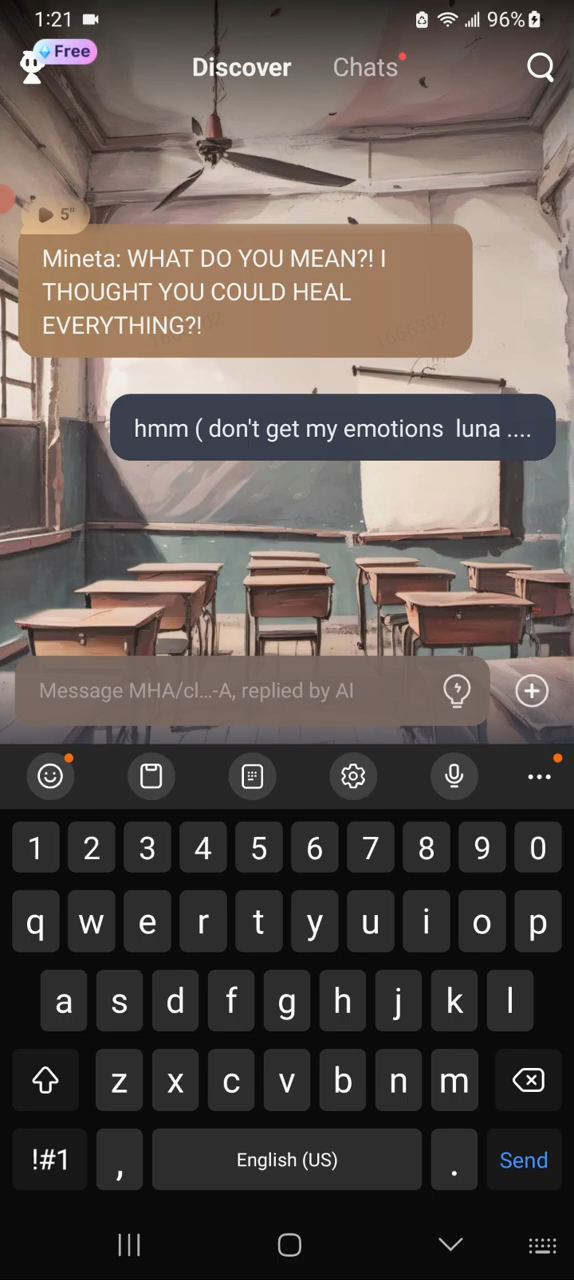 1:21 96%
Free
Discover Chats
5"
Mineta: WHAT DO YOU MEAN?! I
THOUGHT YOU COULD HEAL
EVERYTHING?!
hmm ( don't get my emotions luna ....
Message MHA/cl...-A, replied by AI
1 2 3 4 5 6 7 8 9 0
q w e r t y u i o p
a s d f g h j k l
z x c v b n m
!#1 , English (US) . Send